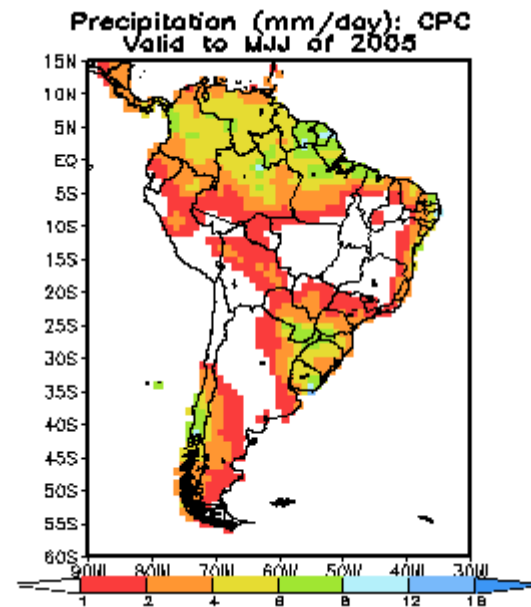 Precipitation (mm/day): CPC
Valid to MJJ of 2005
15N
10N
5N
EQ
5S
10S
15S
20S
25S
30S
35S
40S
45S
50S
55S
60S
90W 80W 70W 60W 50W 40W 30W
1 2 4 6 8 12 18